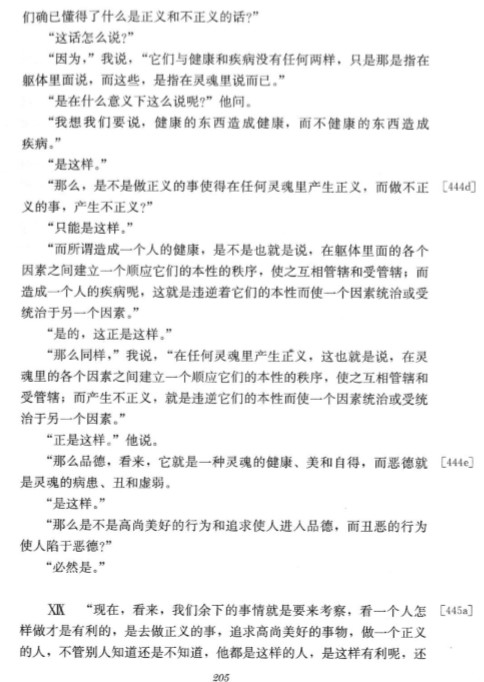 们确已懂得了什么是正义和不正义的话?”
“这话怎么说?”
“因为,”我说,“它们与健康和疾病没有任何两样,只是那是指在
躯体里面说,而这些,是指在灵魂里说而已。”
“是在什么意义下这么说呢?”他问。
“我想我们要说,健康的东西造成健康,而不健康的东西造成
疾病。”
“是这样。”
“那么,是不是做正义的事使得在任何灵魂里产生正义,而做不正 [444d]
义的事,产生不正义?”
“只能是这样。”
“而所谓造成一个人的健康,是不是也就是说,在躯体里面的各个
因素之间建立一个顺应它们的本性的秩序,使之互相管辖和受管辖;而
造成一个人的疾病呢,这就是违逆着它们的本性而使一个因素统治或受
统治于另一个因素。”
“是的,这正是这样。”
“那么同样,”我说,“在任何灵魂里产生正义,这也就是说,在灵
魂里的各个因素之间建立一个顺应它们的本性的秩序,使之互相管辖和
受管辖;而产生不正义,就是违逆它们的本性而使一个因素统治或受统
治于另一个因素。”
“正是这样。”他说。
“那么品德,看来,它就是一种灵魂的健康、美和自得,而恶德就 [444e]
是灵魂的病患、丑和虚弱。
“是这样。”
“那么是不是高尚美好的行为和追求使人进入品德,而丑恶的行为
使人陷于恶德?”
“必然是。”
XIX “现在,看来,我们余下的事情就是要来考察,看一个人怎 [445a]
样做才是有利的,是去做正义的事,追求高尚美好的事物,做一个正义
的人,不管别人知道还是不知道,他都是这样的人,是这样有利呢,还
205